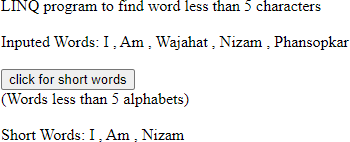 LINQ program to find word less than 5 characters
Inputed Words: I , Am , Wajahat , Nizam , Phansopkar
click for short words
(Words less than 5 alphabets)
Short Words: I , Am , Nizam